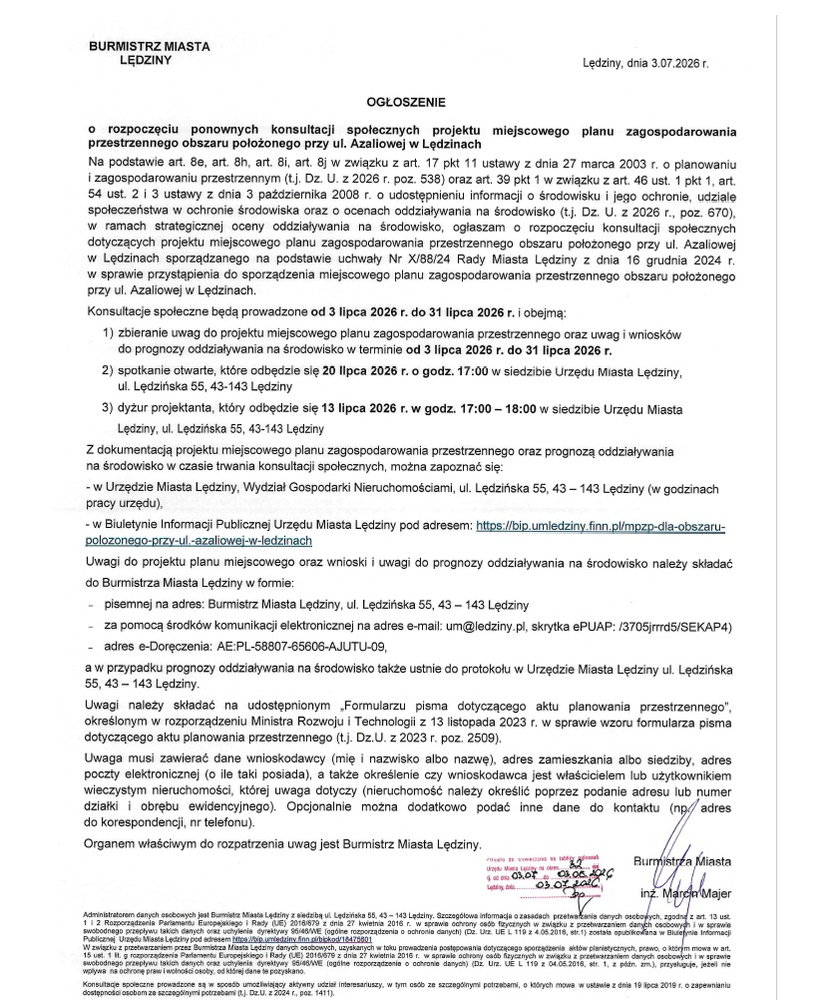 BURMISTRZ MIASTA
LĘDZINY
Lędziny, dnia 3.07.2026 r.
OGŁOSZENIE
o rozpoczęciu ponownych konsultacji społecznych projektu miejscowego planu zagospodarowania
przestrzennego obszaru położonego przy ul. Azaliowej w Lędzinach
Na podstawie art. 8e, art. 8h, art. 8i, art. 8j w związku z art. 17 pkt 11 ustawy z dnia 27 marca 2003 r. o planowaniu
i zagospodarowaniu przestrzennym (t.j. Dz. U. z 2026 r. poz. 538) oraz art. 39 pkt 1 w związku z art. 46 ust. 1 pkt 1, art.
54 ust. 2 i 3 ustawy z dnia 3 października 2008 r. o udostępnieniu informacji o środowisku i jego ochronie, udziale
społeczeństwa w ochronie środowiska oraz o ocenach oddziaływania na środowisko (t.j. Dz. U. z 2026 r., poz. 670),
w ramach strategicznej oceny oddziaływania na środowisko, ogłaszam o rozpoczęciu konsultacji społecznych
dotyczących projektu miejscowego planu zagospodarowania przestrzennego obszaru położonego przy ul. Azaliowej
w Lędzinach sporządzanego na podstawie uchwały Nr X/88/24 Rady Miasta Lędziny z dnia 16 grudnia 2024 r.
w sprawie przystąpienia do sporządzenia miejscowego planu zagospodarowania przestrzennego obszaru położonego
przy ul. Azaliowej w Lędzinach.
Konsultacje społeczne będą prowadzone od 3 lipca 2026 r. do 31 lipca 2026 r. i obejmą:
1) zbieranie uwag do projektu miejscowego planu zagospodarowania przestrzennego oraz uwag i wniosków
do prognozy oddziaływania na środowisko w terminie od 3 lipca 2026 r. do 31 lipca 2026 r.
2) spotkanie otwarte, które odbędzie się 20 lipca 2026 r. o godz. 17:00 w siedzibie Urzędu Miasta Lędziny,
ul. Lędzińska 55, 43-143 Lędziny
3) dyżur projektanta, który odbędzie się 13 lipca 2026 r. w godz. 17:00 – 18:00 w siedzibie Urzędu Miasta
Lędziny, ul. Lędzińska 55, 43-143 Lędziny
Z dokumentacją projektu miejscowego planu zagospodarowania przestrzennego oraz prognozą oddziaływania
na środowisko w czasie trwania konsultacji społecznych, można zapoznać się:
- w Urzędzie Miasta Lędziny, Wydział Gospodarki Nieruchomościami, ul. Lędzińska 55, 43 – 143 Lędziny (w godzinach
pracy urzędu),
- w Biuletynie Informacji Publicznej Urzędu Miasta Lędziny pod adresem: https://bip.umledziny.finn.pl/mpzp-dla-obszaru-
polozonego-przy-ul.-azaliowej-w-ledzinach
Uwagi do projektu planu miejscowego oraz wnioski i uwagi do prognozy oddziaływania na środowisko należy składać
do Burmistrza Miasta Lędziny w formie:
- pisemnej na adres: Burmistrz Miasta Lędziny, ul. Lędzińska 55, 43 – 143 Lędziny
- za pomocą środków komunikacji elektronicznej na adres e-mail: um@ledziny.pl, skrytka ePUAP: /3705jrrrd5/SEKAP4)
- adres e-Doręczenia: AE:PL-58807-65606-AJUTU-09,
a w przypadku prognozy oddziaływania na środowisko także ustnie do protokołu w Urzędzie Miasta Lędziny ul. Lędzińska
55, 43 – 143 Lędziny.
Uwagi należy składać na udostępnionym „Formularzu pisma dotyczącego aktu planowania przestrzennego”,
określonym w rozporządzeniu Ministra Rozwoju i Technologii z 13 listopada 2023 r. w sprawie wzoru formularza pisma
dotyczącego aktu planowania przestrzennego (t.j. Dz.U. z 2023 r. poz. 2509).
Uwaga musi zawierać dane wnioskodawcy (mię i nazwisko albo nazwę), adres zamieszkania albo siedziby, adres
poczty elektronicznej (o ile taki posiada), a także określenie czy wnioskodawca jest właścicielem lub użytkownikiem
wieczystym nieruchomości, której uwaga dotyczy (nieruchomość należy określić poprzez podanie adresu lub numer
działki i obrębu ewidencyjnego). Opcjonalnie można dodatkowo podać inne dane do kontaktu (np. adres
do korespondencji, nr telefonu).
Organem właściwym do rozpatrzenia uwag jest Burmistrz Miasta Lędziny.
do wywieszenia na tablicy ogłoszeń
Urzędu Miasta Lędziny na okres 32 dni
tj. od dnia 03.07 do 03.08.2026
Lędziny, dnia 03.07.2026
Burmistrza Miasta
inż. Marcin Majer
Administratorem danych osobowych jest Burmistrz Miasta Lędziny z siedzibą ul. Lędzińska 55, 43 – 143 Lędziny. Szczegółowa informacja o zasadach przetwarzania danych osobowych, zgodna z art. 13 ust.
1 i 2 Rozporządzenia Parlamentu Europejskiego i Rady (UE) 2016/679 z dnia 27 kwietnia 2016 r. w sprawie ochrony osób fizycznych w związku z przetwarzaniem danych osobowych i w sprawie
swobodnego przepływu takich danych oraz uchylenia dyrektywy 95/46/WE (ogólne rozporządzenia o ochronie danych) (Dz. Urz. UE L 119 z 4.05.2016, str.1) została opublikowana w Biuletynie Informacji
Publicznej Urzędu Miasta Lędziny pod adresem https://bip.umledziny.finn.pl/bipkod/18475601
W związku z przetwarzaniem przez Burmistrza Miasta Lędziny danych osobowych, uzyskanych w toku prowadzenia postępowania dotyczącego sporządzenia aktów planistycznych, prawo, o którym mowa w art.
15 ust. 1 lit. g rozporządzenia Parlamentu Europejskiego i Rady (UE) 2016/679 z dnia 27 kwietnia 2016 r. w sprawie ochrony osób fizycznych w związku z przetwarzaniem danych osobowych i w sprawie
swobodnego przepływu takich danych oraz uchylenia dyrektywy 95/46/WE (ogólne rozporządzenie o ochronie danych) (Dz. Urz. UE L 119 z 04.05.2016, str. 1, z późn. zm.), przysługuje, jeżeli nie
wpływa na ochronę praw i wolności osoby, od której dane te pozyskano.
Konsultacje społeczne prowadzone są w sposób umożliwiający aktywny udział interesariuszy, w tym osób ze szczególnymi potrzebami, o których mowa w ustawie z dnia 19 lipca 2019 r. o zapewnianiu
dostępności osobom ze szczególnymi potrzebami (t.j. Dz.U. z 2024 r., poz. 1411).